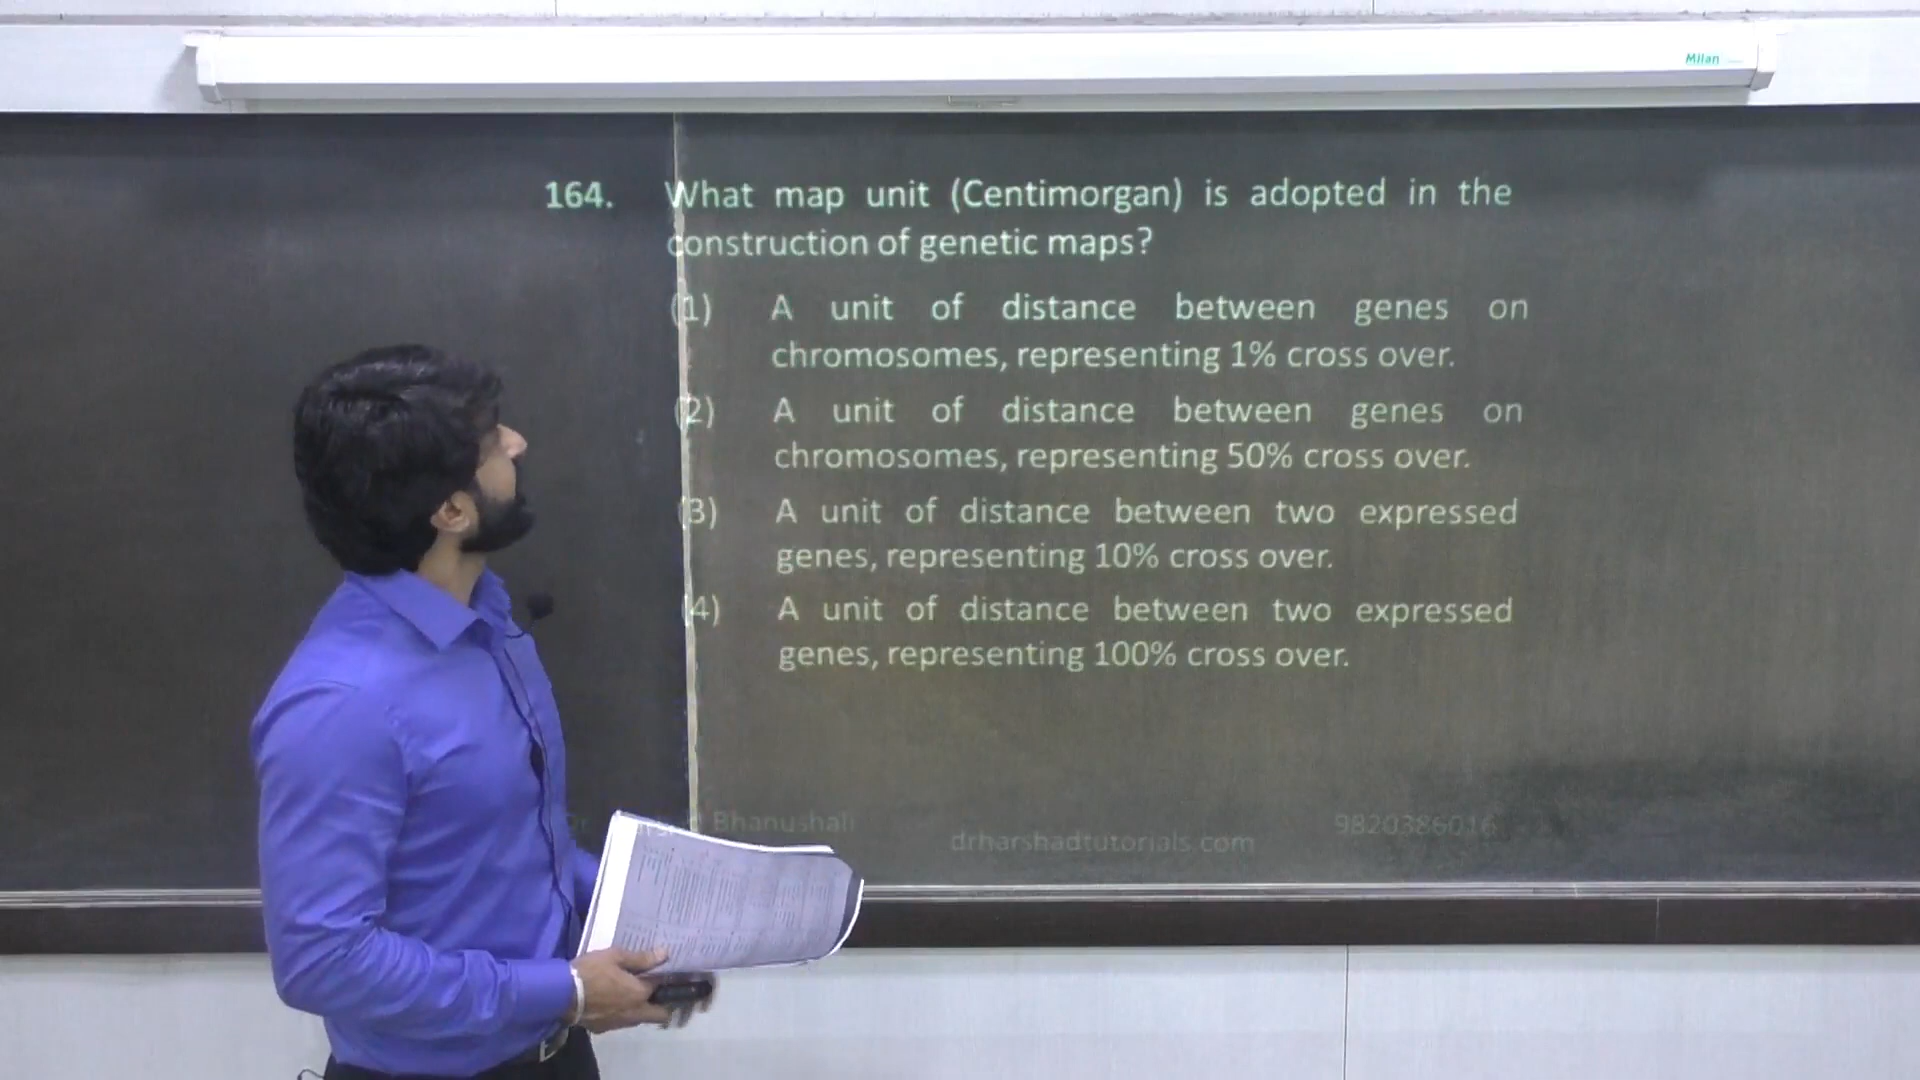 Milan
164. What map unit (Centimorgan) is adopted in the
construction of genetic maps?
(1) A unit of distance between genes on
chromosomes, representing 1% cross over.
(2) A unit of distance between genes on
chromosomes, representing 50% cross over.
(3) A unit of distance between two expressed
genes, representing 10% cross over.
(4) A unit of distance between two expressed
genes, representing 100% cross over.
Bhanushali
9820386016
drharshadtutorials.com